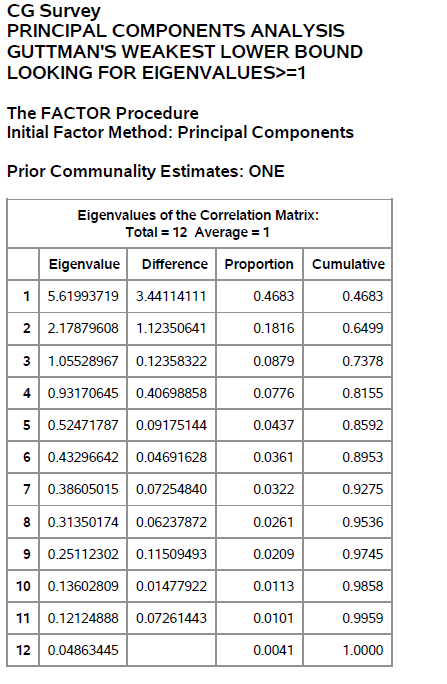 CG Survey
PRINCIPAL COMPONENTS ANALYSIS
GUTTMAN'S WEAKEST LOWER BOUND
LOOKING FOR EIGENVALUES>=1
The FACTOR Procedure
Initial Factor Method: Principal Components
Prior Communality Estimates: ONE
Eigenvalues of the Correlation Matrix:
Total = 12 Average = 1
Eigenvalue Difference Proportion Cumulative
1 5.61993719 3.44114111 0.4683 0.4683
2 2.17879608 1.12350641 0.1816 0.6499
3 1.05528967 0.12358322 0.0879 0.7378
4 0.93170645 0.40698858 0.0776 0.8155
5 0.52471787 0.09175144 0.0437 0.8592
6 0.43296642 0.04691628 0.0361 0.8953
7 0.38605015 0.07254840 0.0322 0.9275
8 0.31350174 0.06237872 0.0261 0.9536
9 0.25112302 0.11509493 0.0209 0.9745
10 0.13602809 0.01477922 0.0113 0.9858
11 0.12124888 0.07261443 0.0101 0.9959
12 0.04863445 0.0041 1.0000